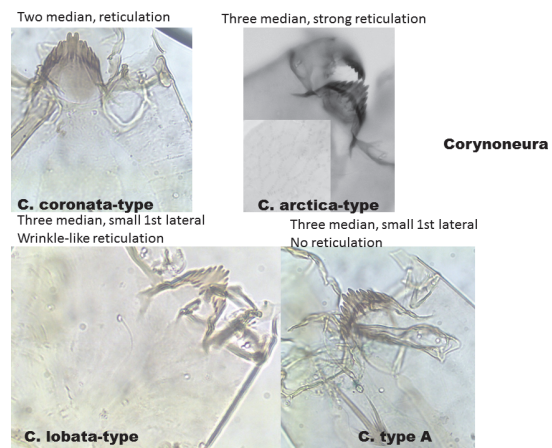 Two median, reticulation
Three median, strong reticulation
Corynoneura
C. coronata-type
C. arctica-type
Three median, small 1st lateral
Wrinkle-like reticulation
Three median, small 1st lateral
No reticulation
C. lobata-type
C. type A